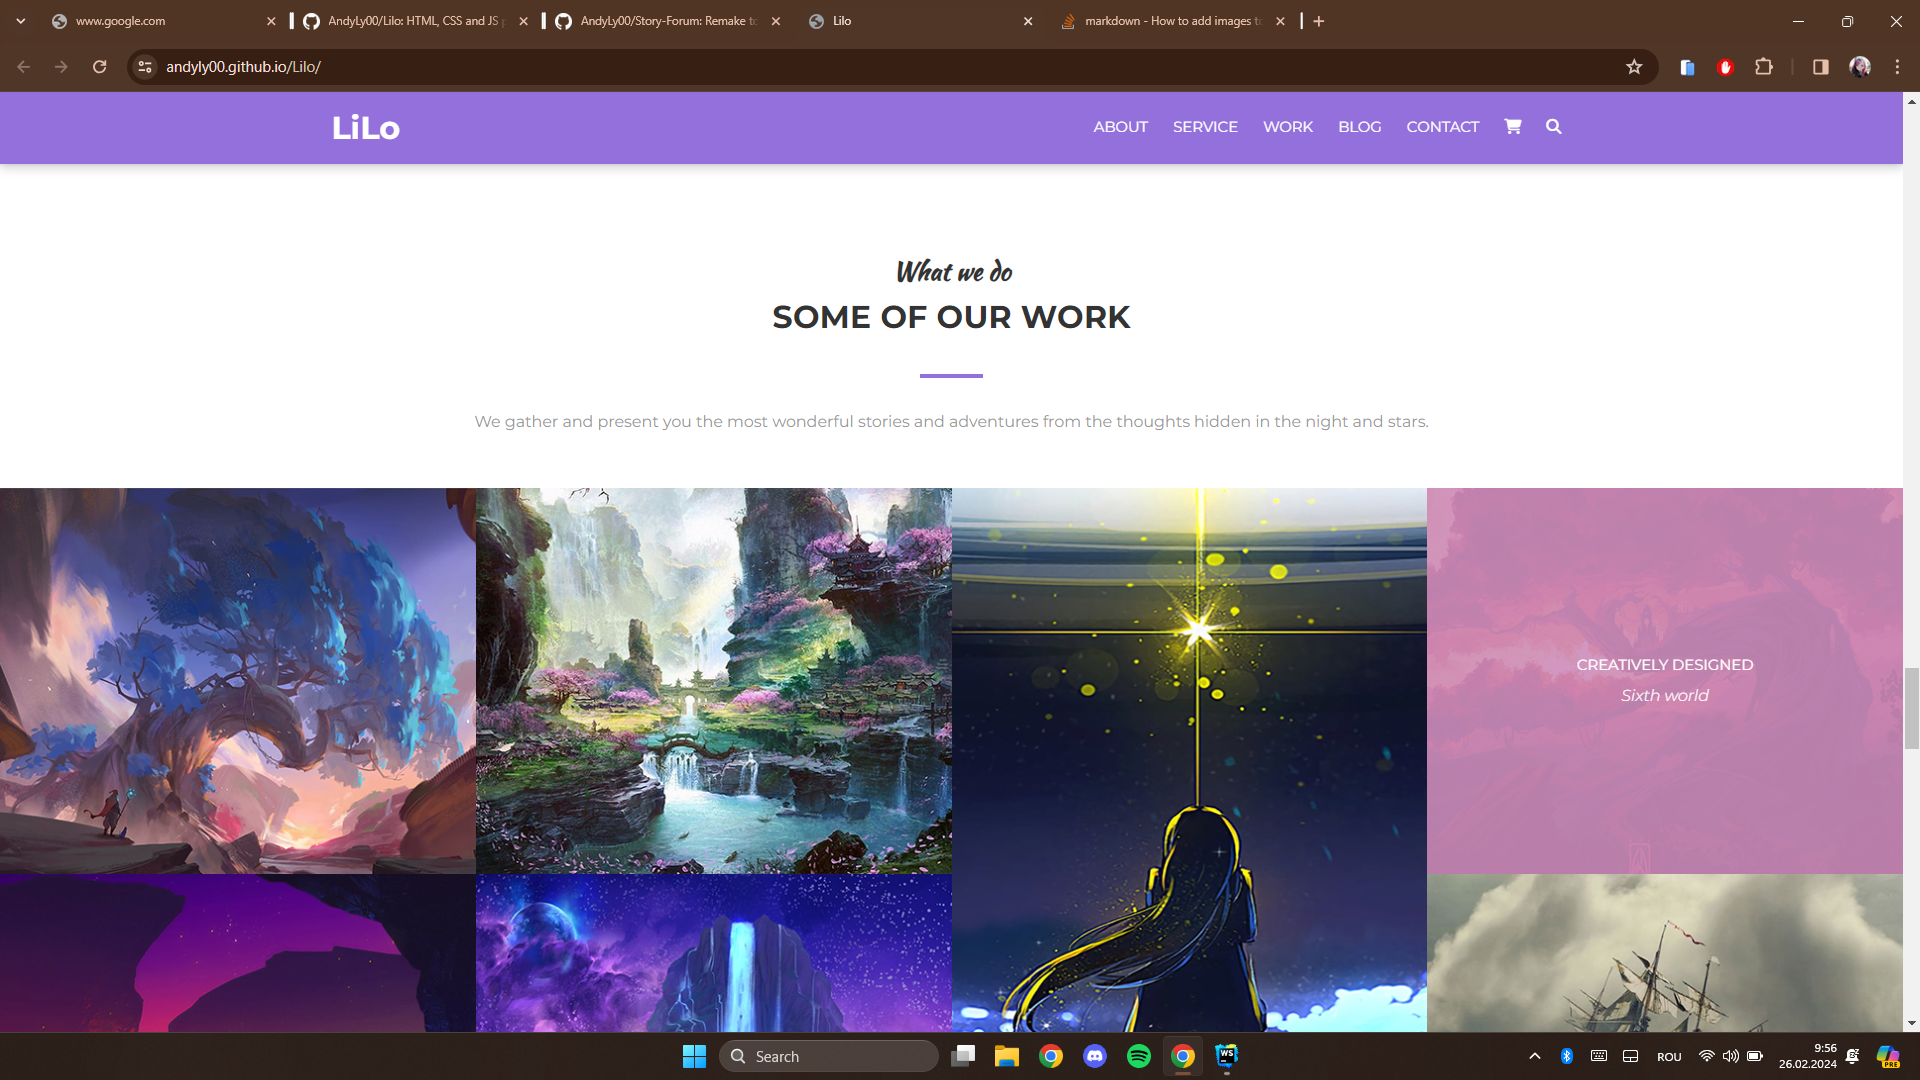 www.google.com
AndyLy00/Lilo: HTML, CSS and JS
AndyLy00/Story-Forum: Remake
Lilo
markdown - How to add images
andyly00.github.io/Lilo/
LiLo
ABOUT
SERVICE
WORK
BLOG
CONTACT
What we do
SOME OF OUR WORK
We gather and present you the most wonderful stories and adventures from the thoughts hidden in the night and stars.
CREATIVELY DESIGNED
Sixth world
Search
WS
ROU
9:56
26.02.2024
PRE